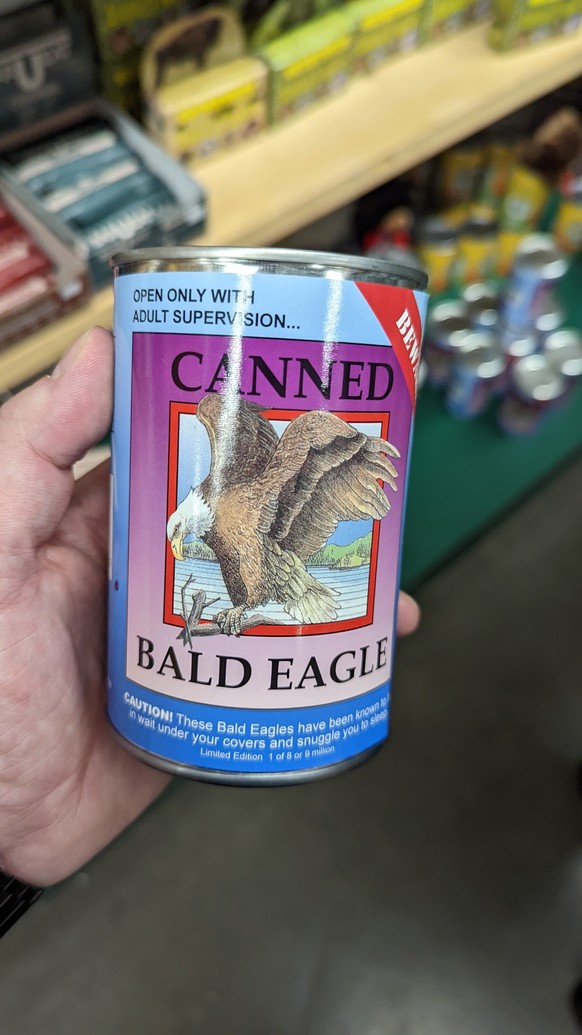 OPEN ONLY WITH
ADULT SUPERVISION...
CANNED
BALD EAGLE
CAUTION! These Bald Eagles have been known to
in wait under your covers and snuggle you to sleep
Limited Edition 1 of 8 or 9 million